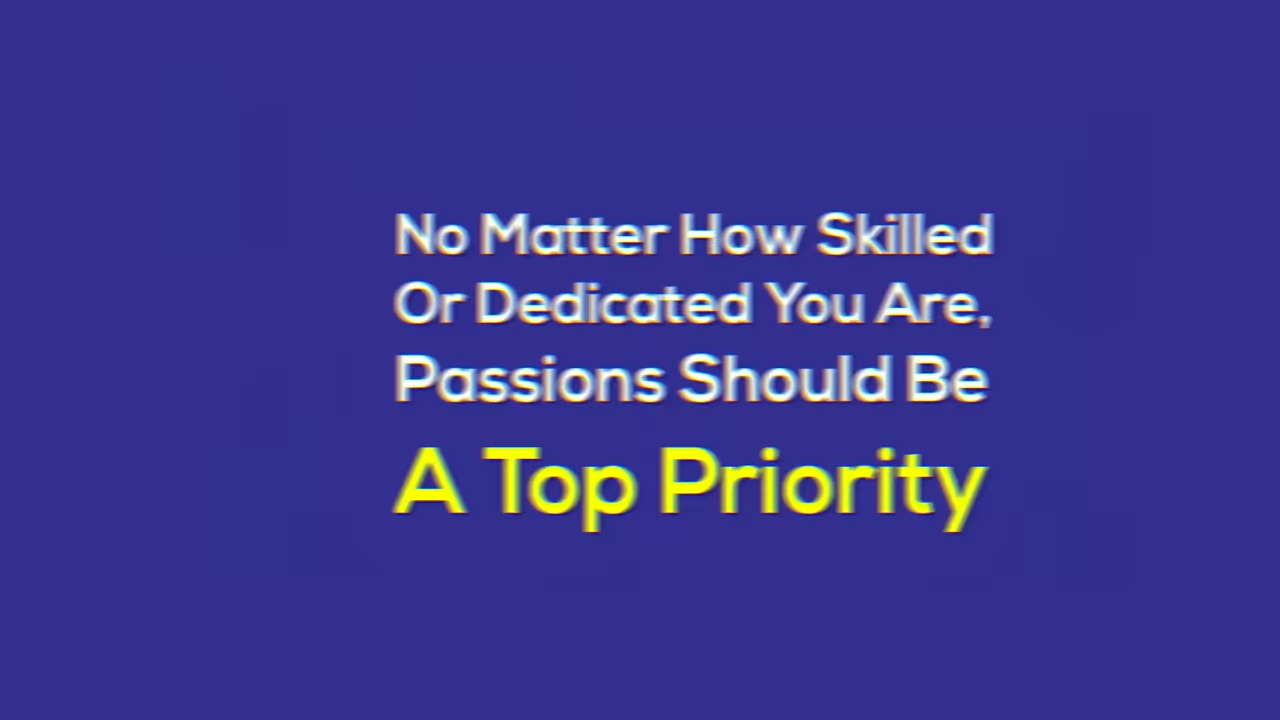 No Matter How Skilled
Or Dedicated You Are,
Passions Should Be
A Top Priority